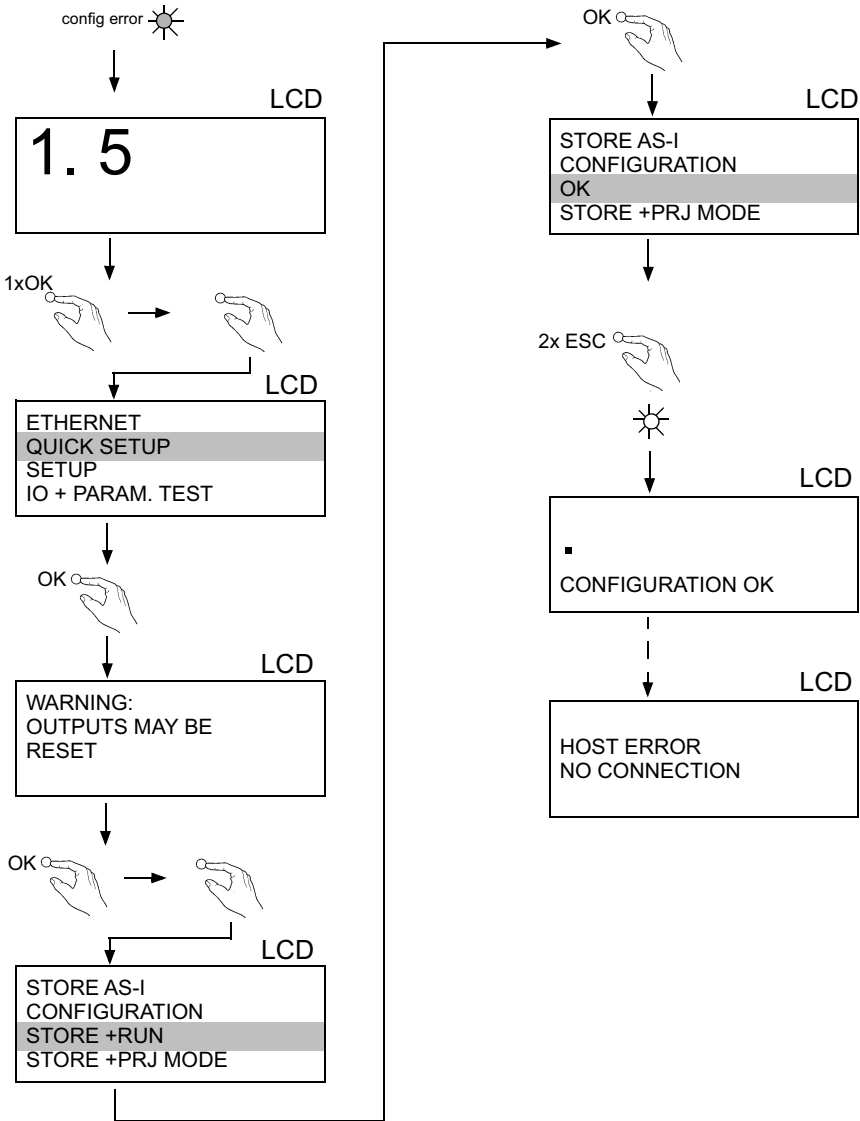 config error
LCD
1. 5
1xOK
LCD
ETHERNET
QUICK SETUP
SETUP
IO + PARAM. TEST
OK
LCD
WARNING:
OUTPUTS MAY BE
RESET
OK
LCD
STORE AS-I
CONFIGURATION
STORE +RUN
STORE +PRJ MODE
OK
LCD
STORE AS-I
CONFIGURATION
OK
STORE +PRJ MODE
2x ESC
LCD
.
CONFIGURATION OK
LCD
HOST ERROR
NO CONNECTION